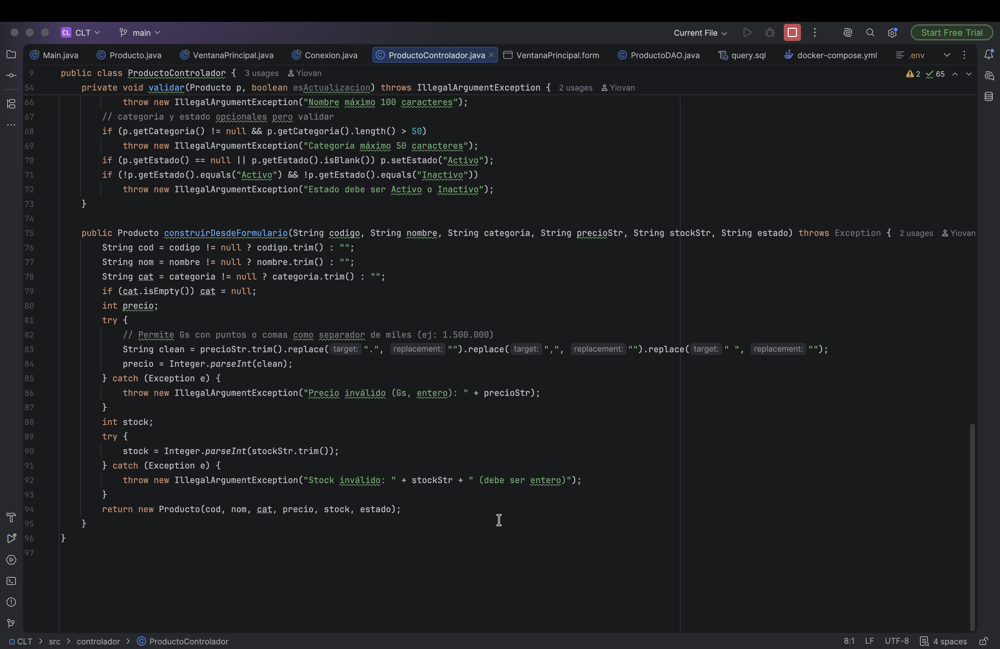 CL CLT main Current File Start Free Trial
Main.java Producto.java VentanaPrincipal.java Conexion.java ProductoControlador.java VentanaPrincipal.form ProductoDAO.java query.sql docker-compose.yml .env
9 public class ProductoControlador { 3 usages Yiovan 2 65
54 private void validar(Producto p, boolean esActualizacion) throws IllegalArgumentException { 2 usages Yiovan
66 throw new IllegalArgumentException("Nombre máximo 100 caracteres");
67 // categoria y estado opcionales pero validar
68 if (p.getCategoria() != null && p.getCategoria().length() > 50)
69 throw new IllegalArgumentException("Categoría máximo 50 caracteres");
70 if (p.getEstado() == null || p.getEstado().isBlank()) p.setEstado("Activo");
71 if (!p.getEstado().equals("Activo") && !p.getEstado().equals("Inactivo"))
72 throw new IllegalArgumentException("Estado debe ser Activo o Inactivo");
73 }
74
75 public Producto construirDesdeFormulario(String codigo, String nombre, String categoria, String precioStr, String stockStr, String estado) throws Exception { 2 usages Yiovan
76 String cod = codigo != null ? codigo.trim() : "";
77 String nom = nombre != null ? nombre.trim() : "";
78 String cat = categoria != null ? categoria.trim() : "";
79 if (cat.isEmpty()) cat = null;
80 int precio;
81 try {
82 // Permite Gs con puntos o comas como separador de miles (ej: 1.500.000)
83 String clean = precioStr.trim().replace( target: ".", replacement: "").replace( target: ",", replacement: "").replace( target: " ", replacement: "");
84 precio = Integer.parseInt(clean);
85 } catch (Exception e) {
86 throw new IllegalArgumentException("Precio inválido (Gs, entero): " + precioStr);
87 }
88 int stock;
89 try {
90 stock = Integer.parseInt(stockStr.trim());
91 } catch (Exception e) {
92 throw new IllegalArgumentException("Stock inválido: " + stockStr + " (debe ser entero)");
93 }
94 return new Producto(cod, nom, cat, precio, stock, estado);
95 }
96 }
97
CLT > src > controlador > ProductoControlador 8:1 LF UTF-8 4 spaces